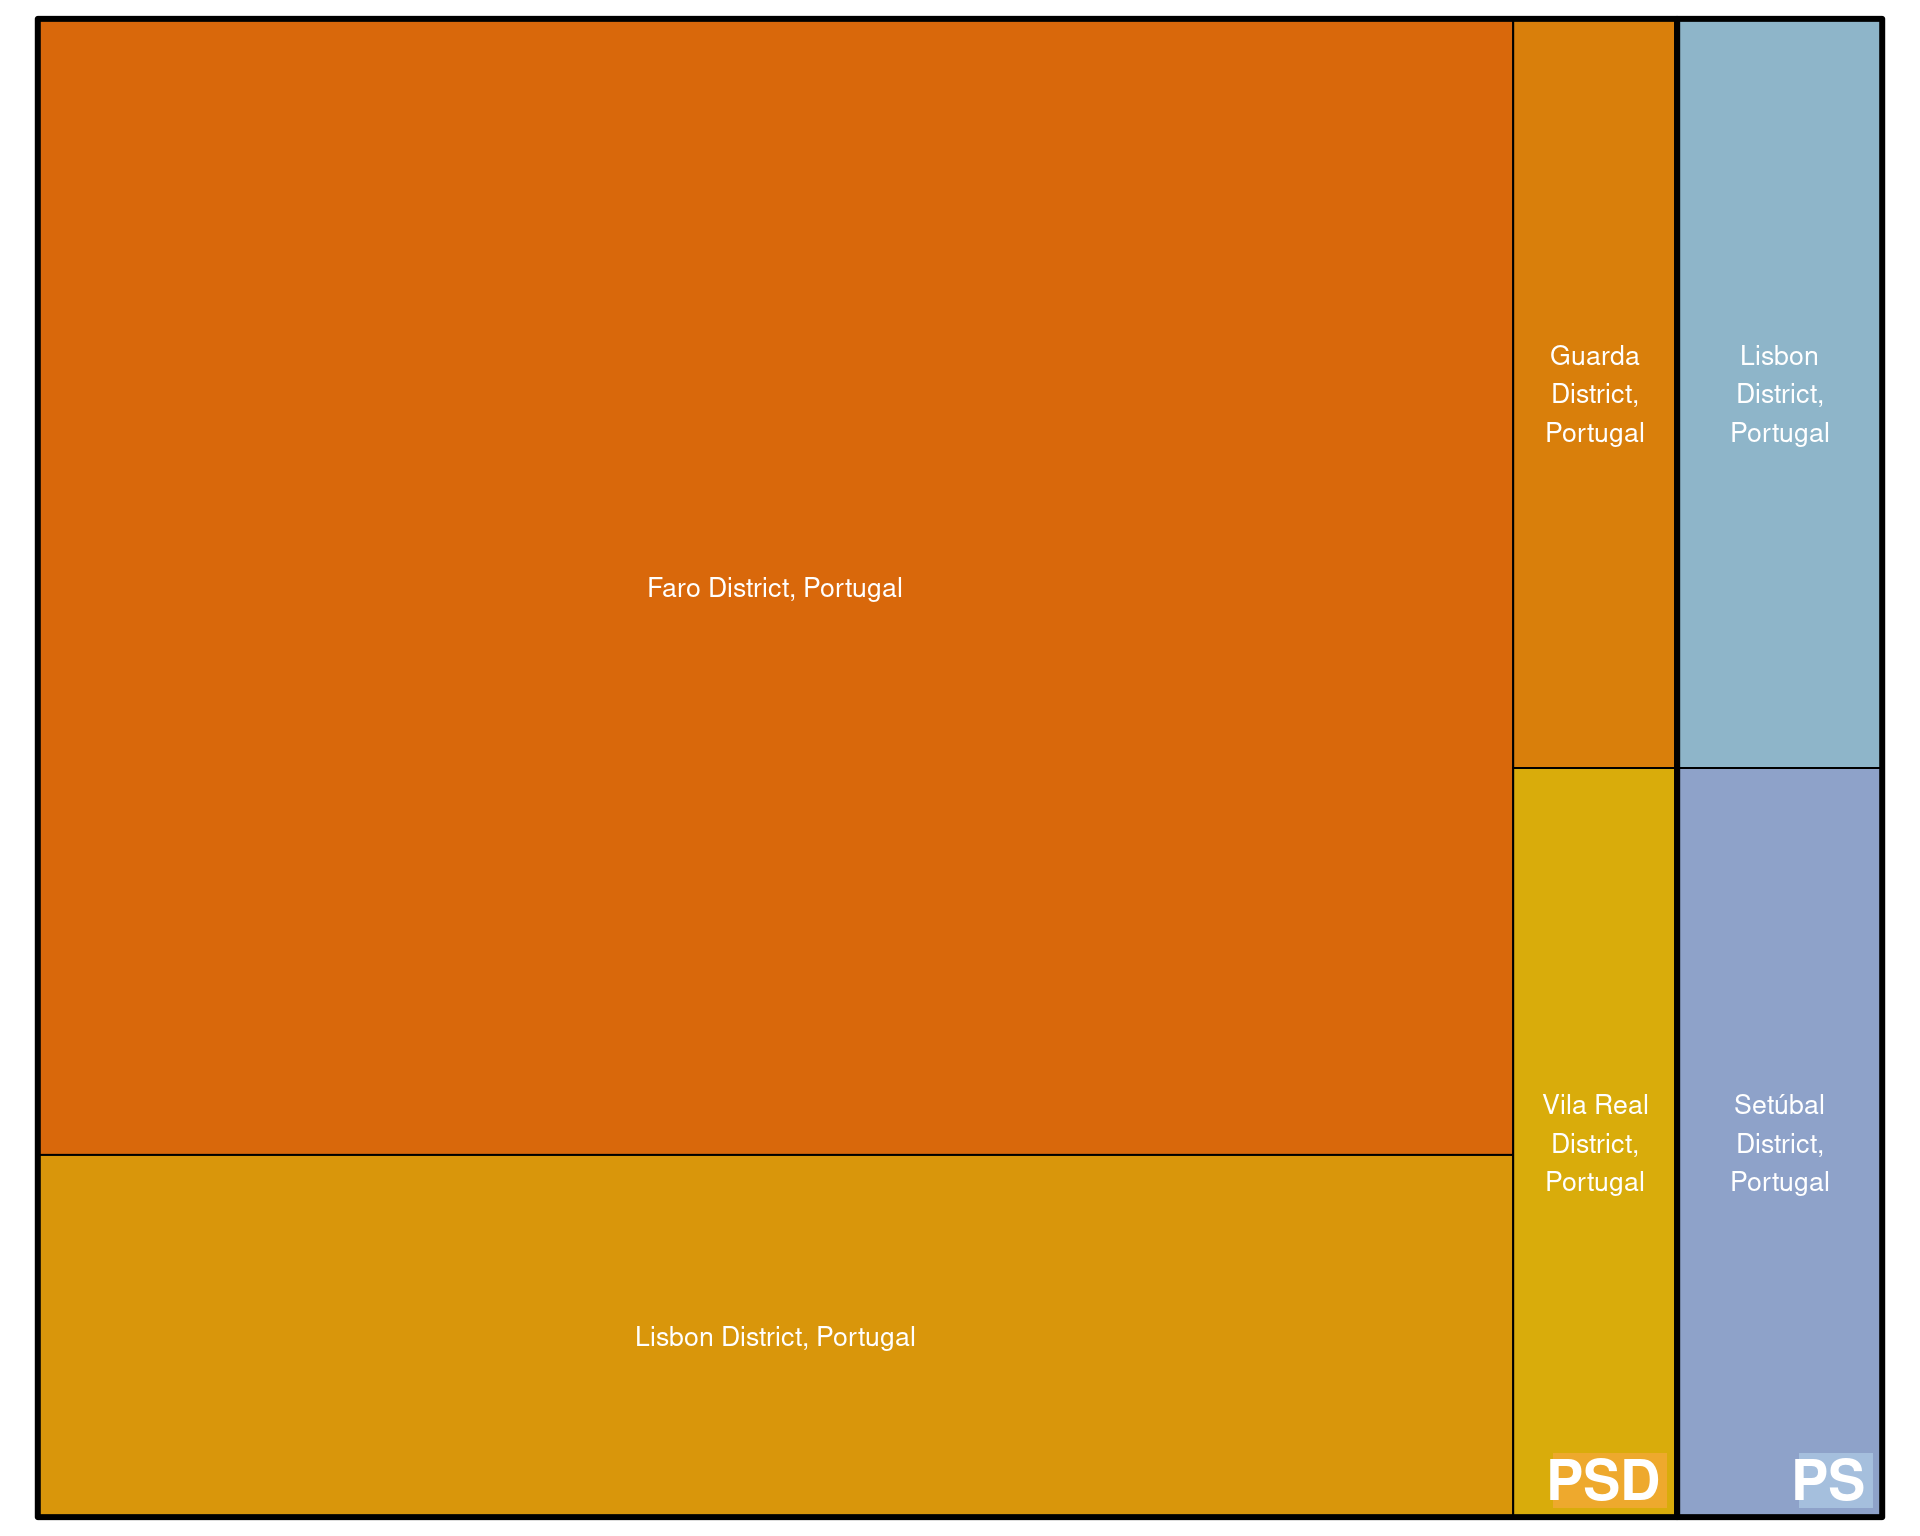 Faro District, Portugal
Lisbon District, Portugal
Guarda
District,
Portugal
Vila Real
District,
Portugal
PSD
Lisbon
District,
Portugal
Setúbal
District,
Portugal
PS